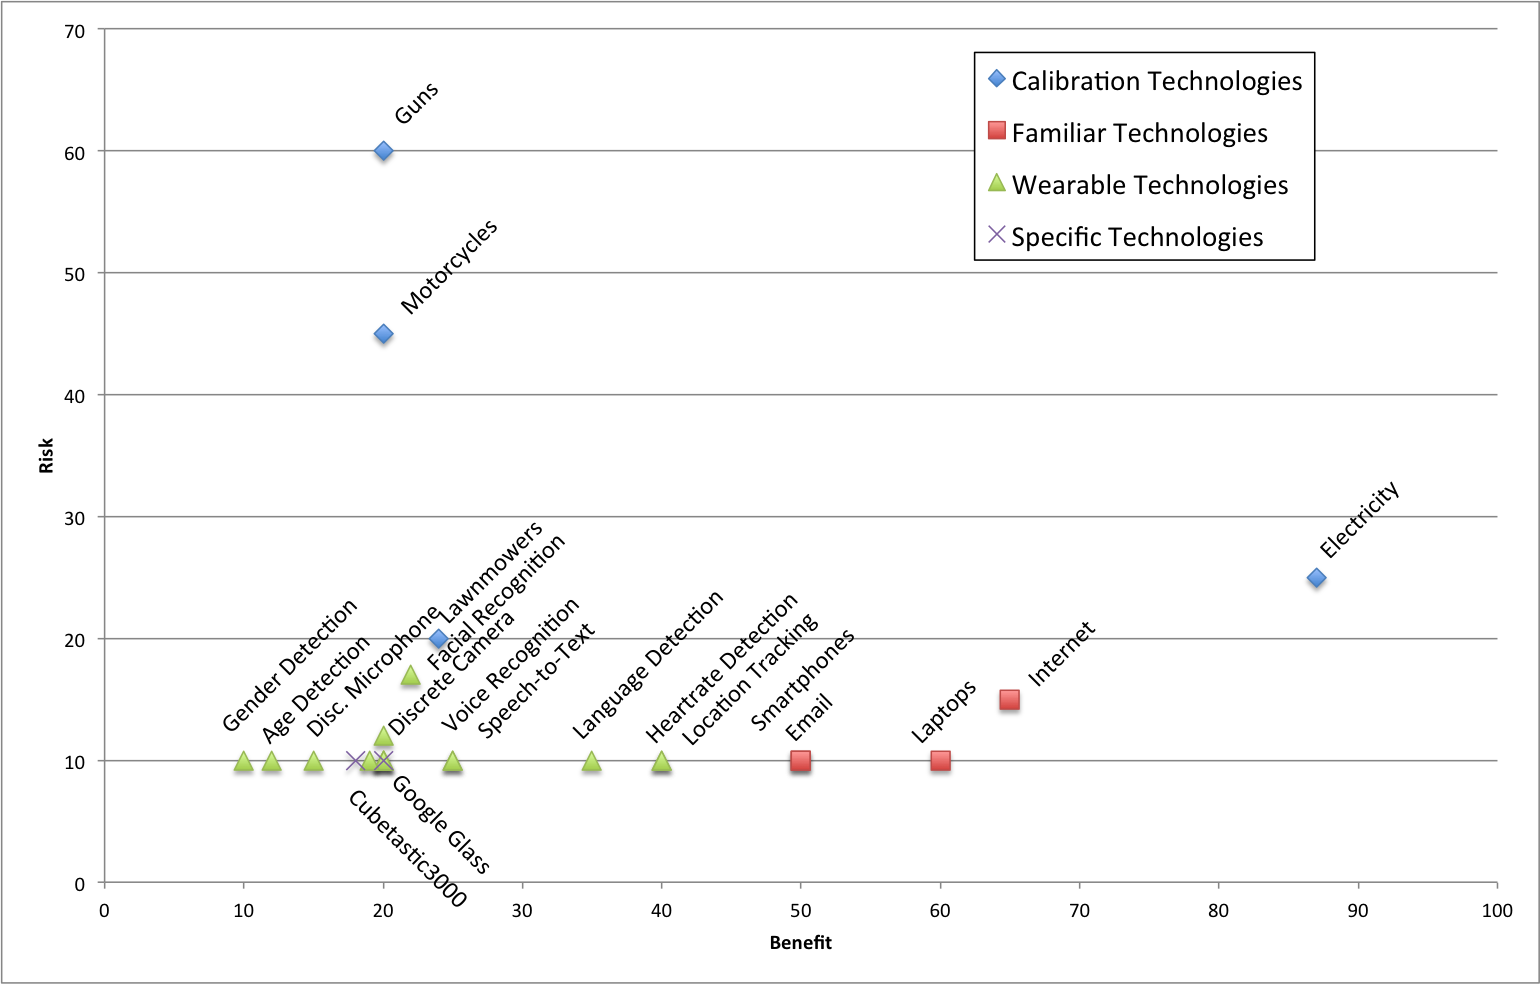 70
60
50
40
30
20
10
0
Risk
Guns
Motorcycles
Calibration Technologies
Familiar Technologies
Wearable Technologies
Specific Technologies
Electricity
Lawnmowers
Facial Recognition
Gender Detection
Age Detection
Disc. Microphone
Discrete Camera
Voice Recognition
Speech-to-Text
Language Detection
Heartrate Detection
Location Tracking
Smartphones
Email
Laptops
Internet
Google Glass
Cubetastic3000
0 10 20 30 40 50 60 70 80 90 100
Benefit